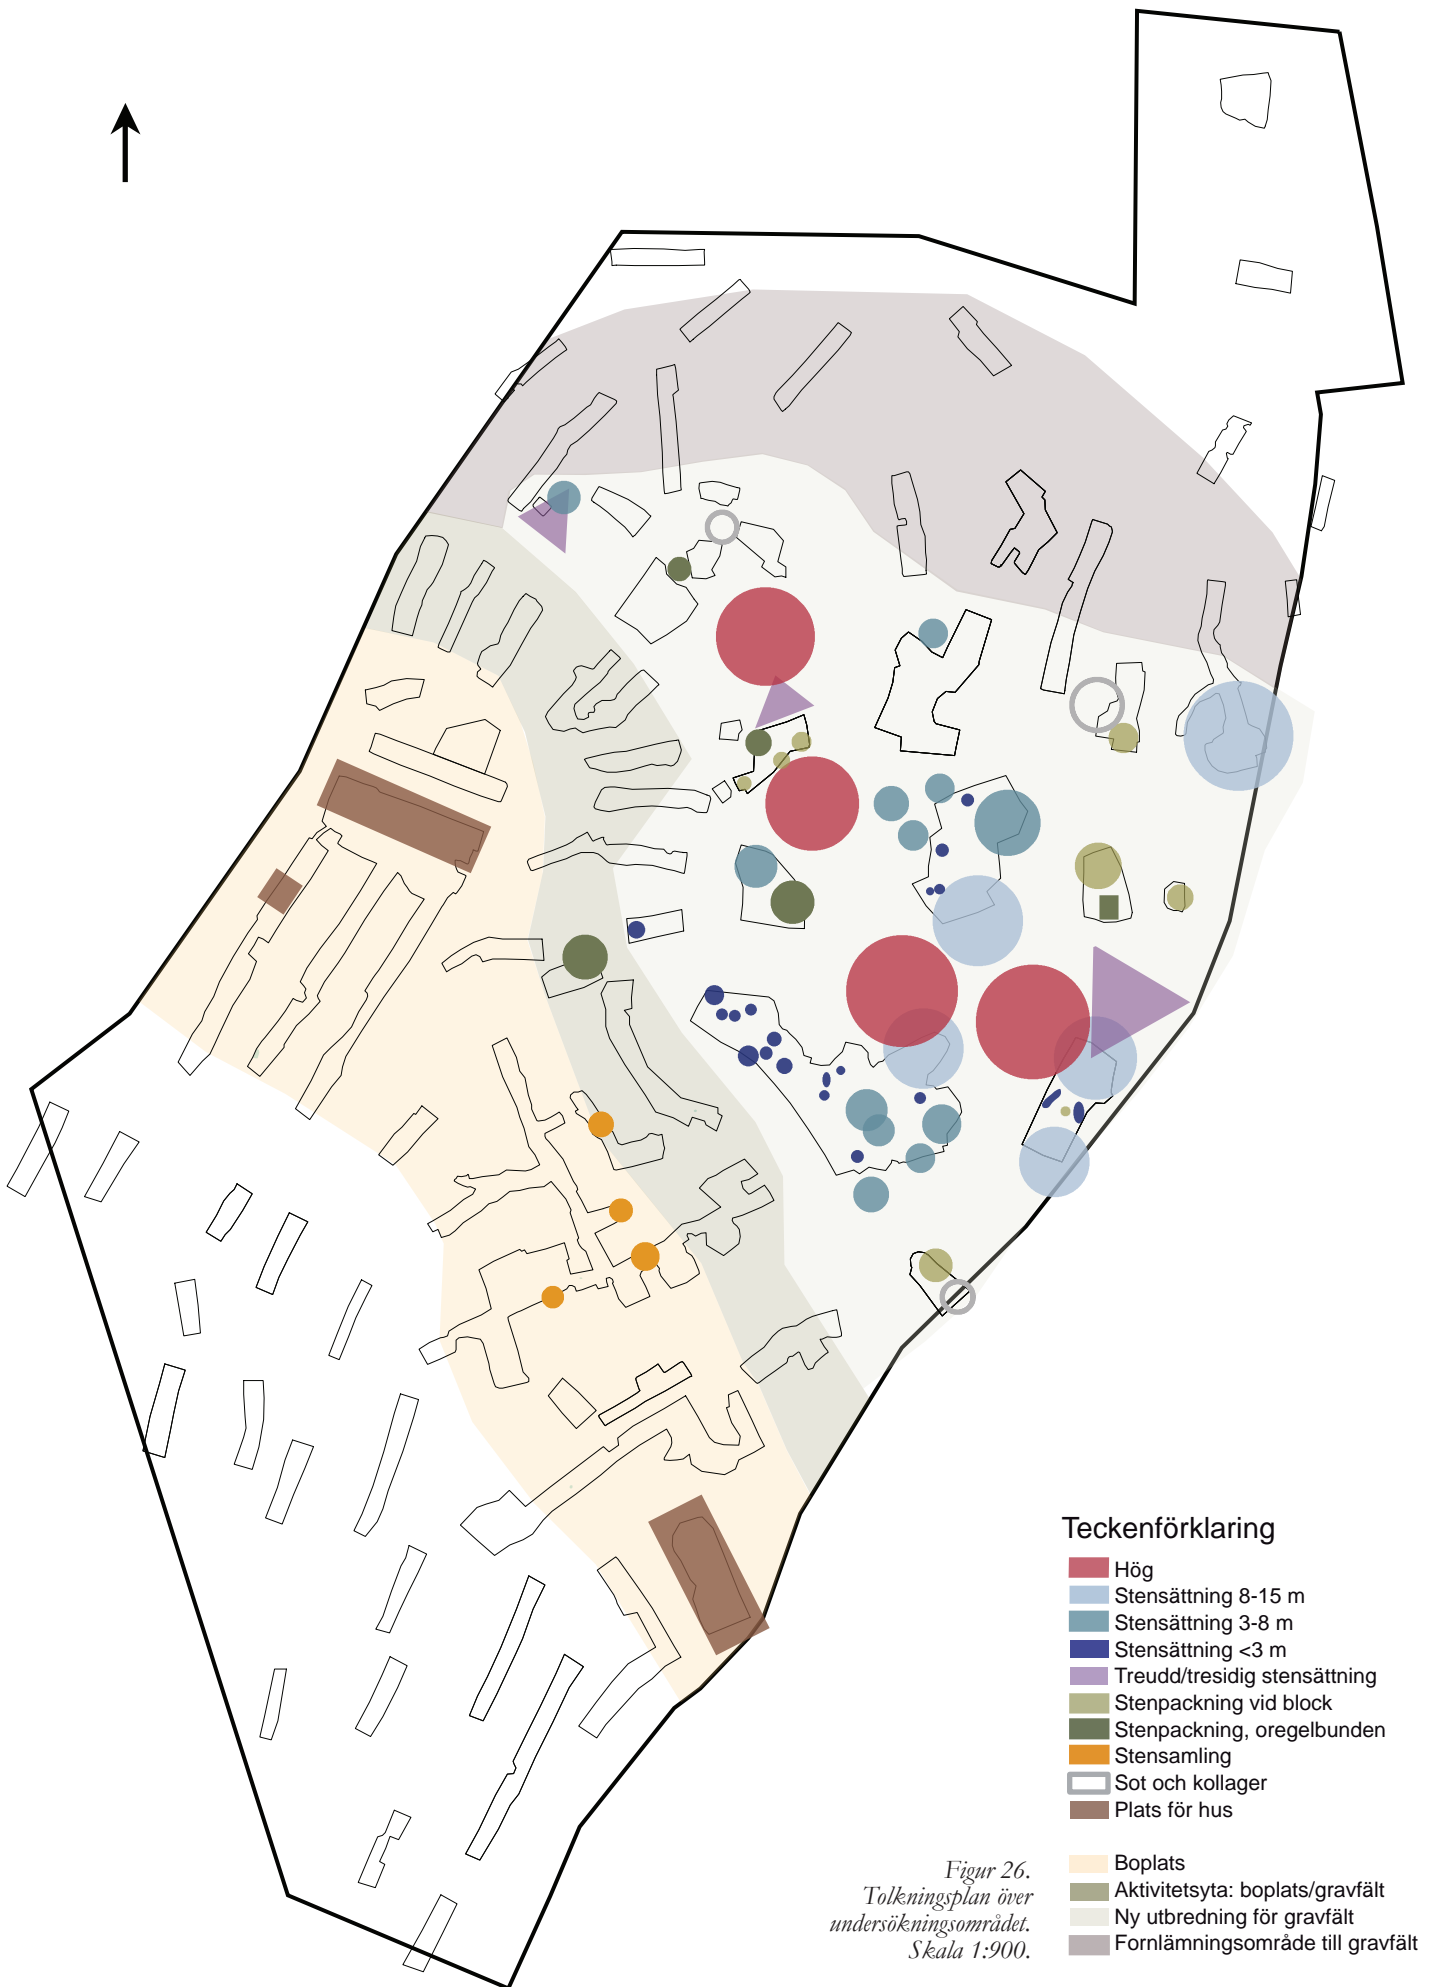 Teckenförklaring
Hög
Stensättning 8-15 m
Stensättning 3-8 m
Stensättning <3 m
Treudd/tresidig stensättning
Stenpackning vid block
Stenpackning, oregelbunden
Stensamling
Sot och kollager
Plats för hus
Boplats
Aktivitetsyta: boplats/gravfält
Ny utbredning för gravfält
Fornlämningsområde till gravfält
Figur 26.
Tolkningsplan över
undersökningsområdet.
Skala 1:900.